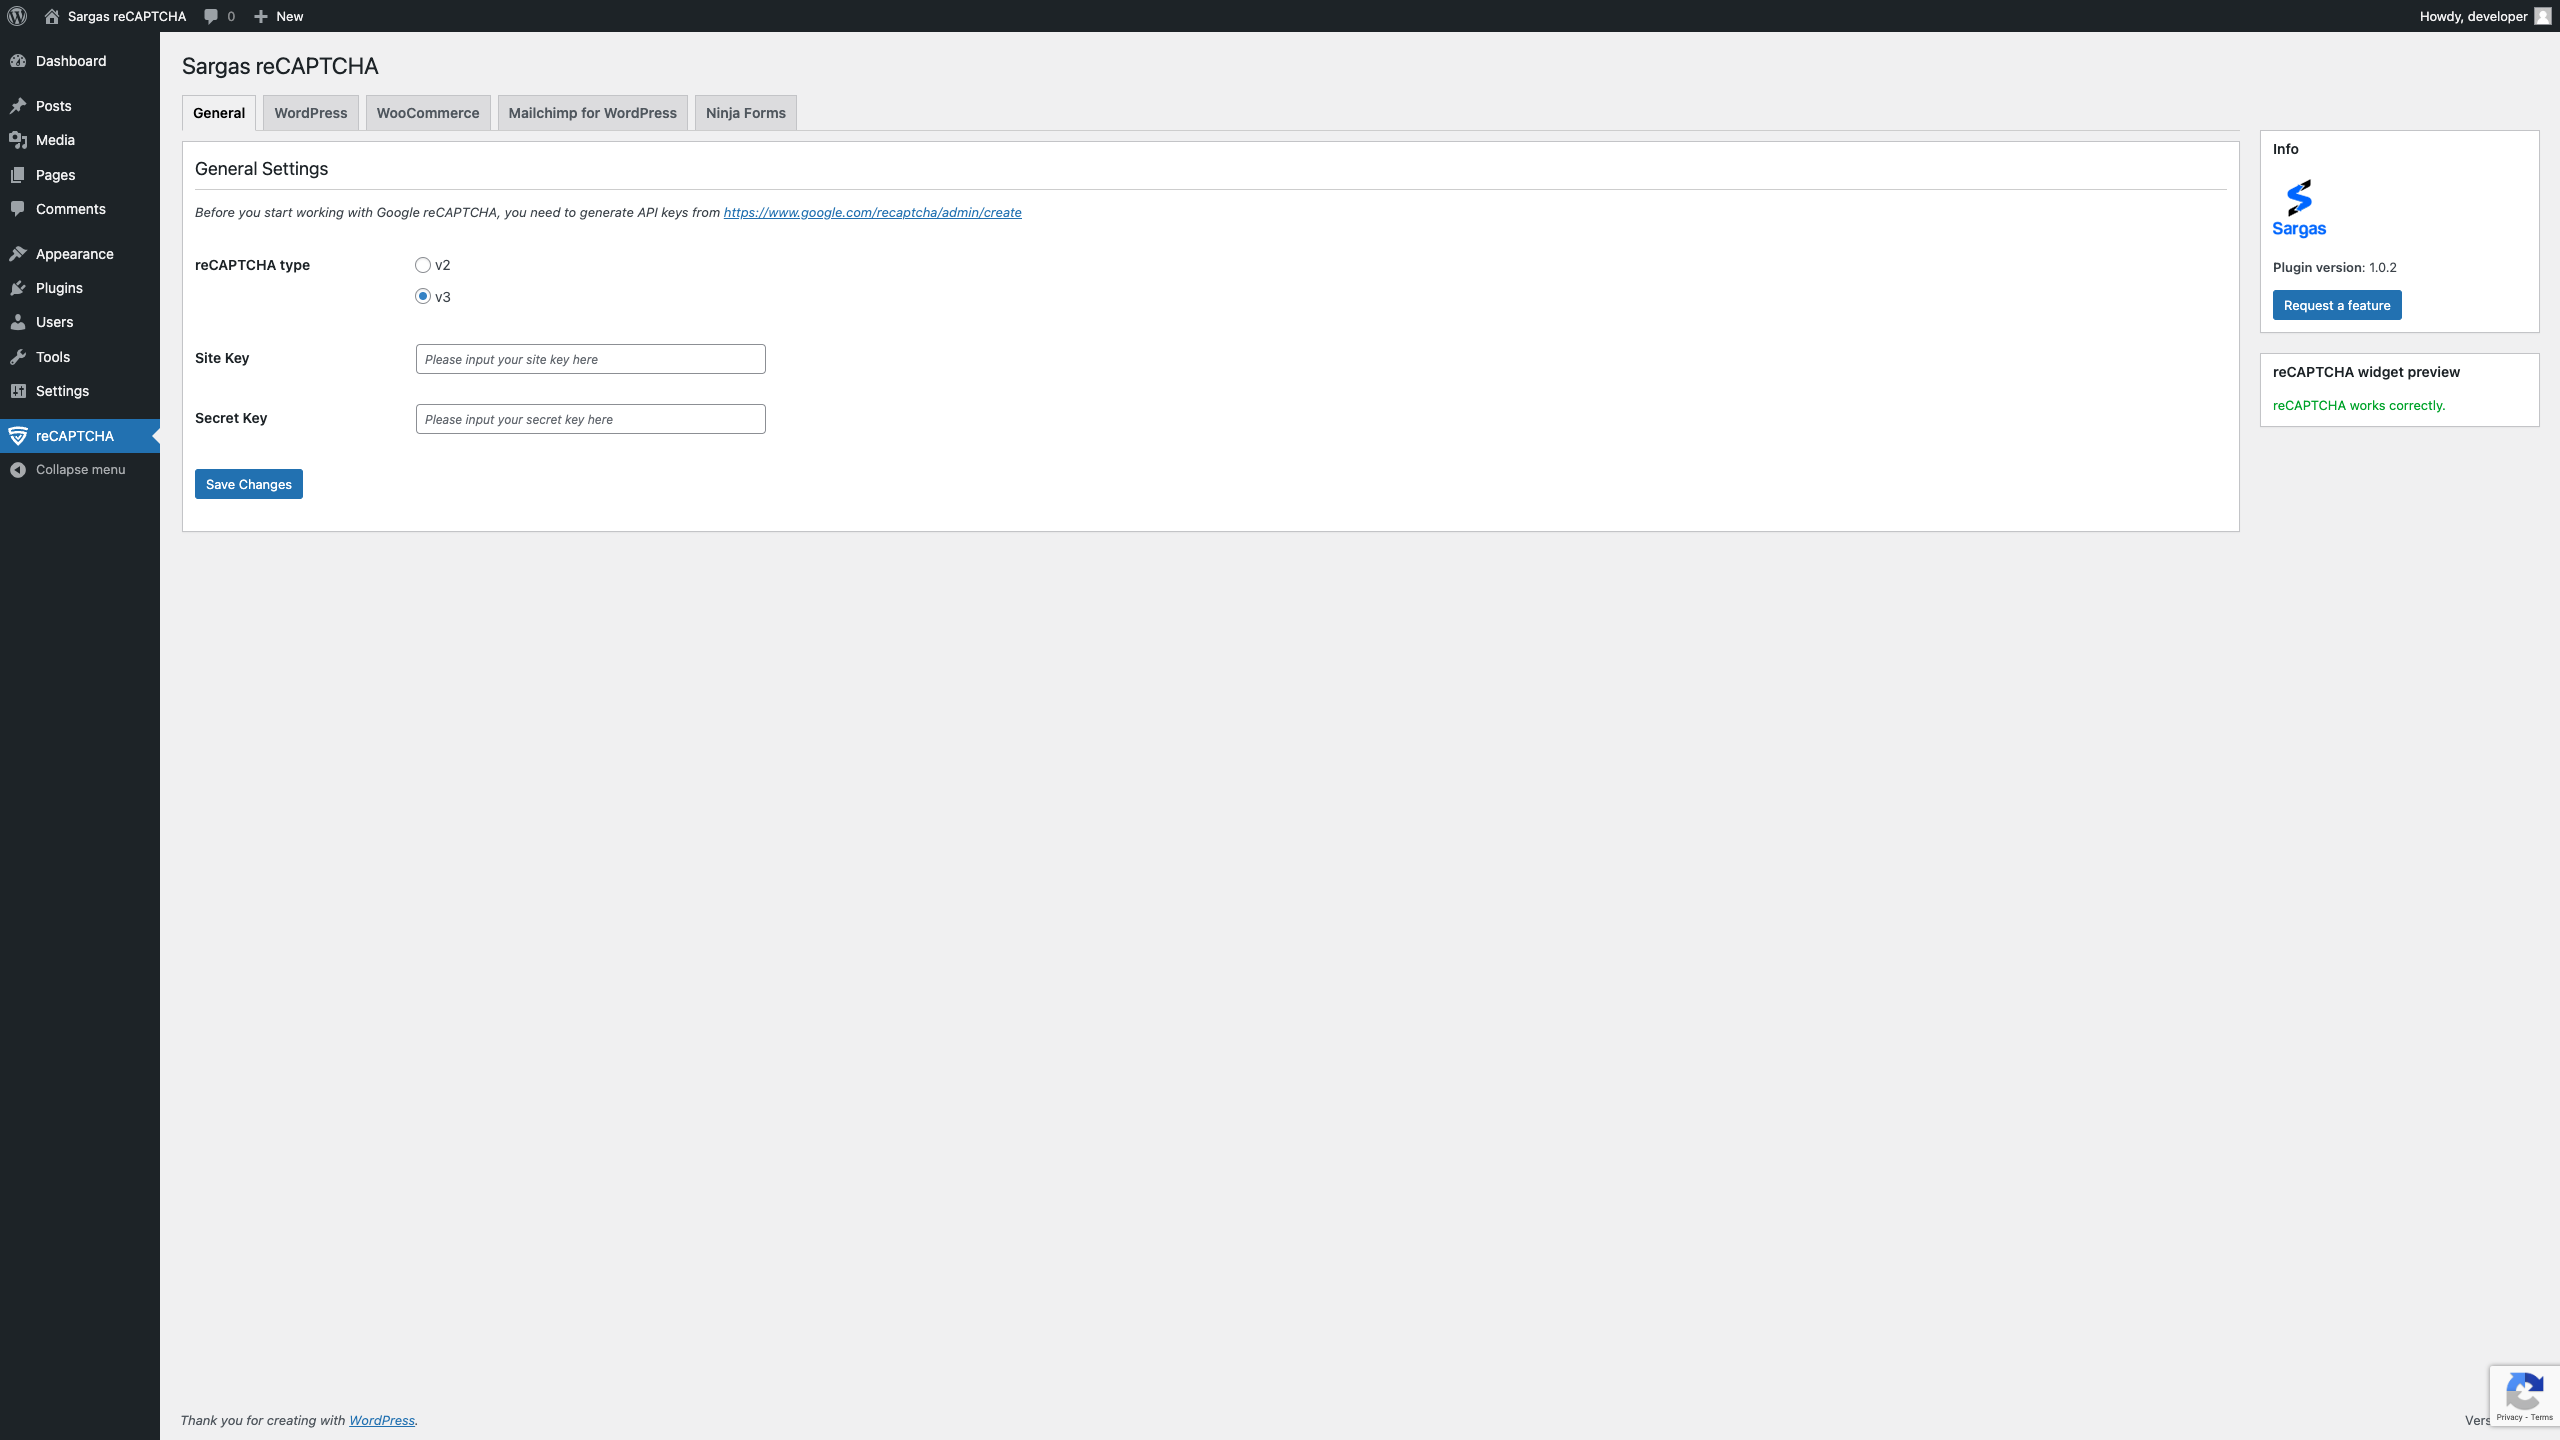 Sargas reCAPTCHA 0 New Howdy, developer
Dashboard
Posts
Media
Pages
Comments
Appearance
Plugins
Users
Tools
Settings
reCAPTCHA
Collapse menu
Sargas reCAPTCHA
General WordPress WooCommerce Mailchimp for WordPress Ninja Forms
General Settings
Before you start working with Google reCAPTCHA, you need to generate API keys from https://www.google.com/recaptcha/admin/create
reCAPTCHA type v2
v3
Site Key Please input your site key here
Secret Key Please input your secret key here
Save Changes
Info
Sargas
Plugin version: 1.0.2
Request a feature
reCAPTCHA widget preview
reCAPTCHA works correctly.
Thank you for creating with WordPress.
Privacy - Terms